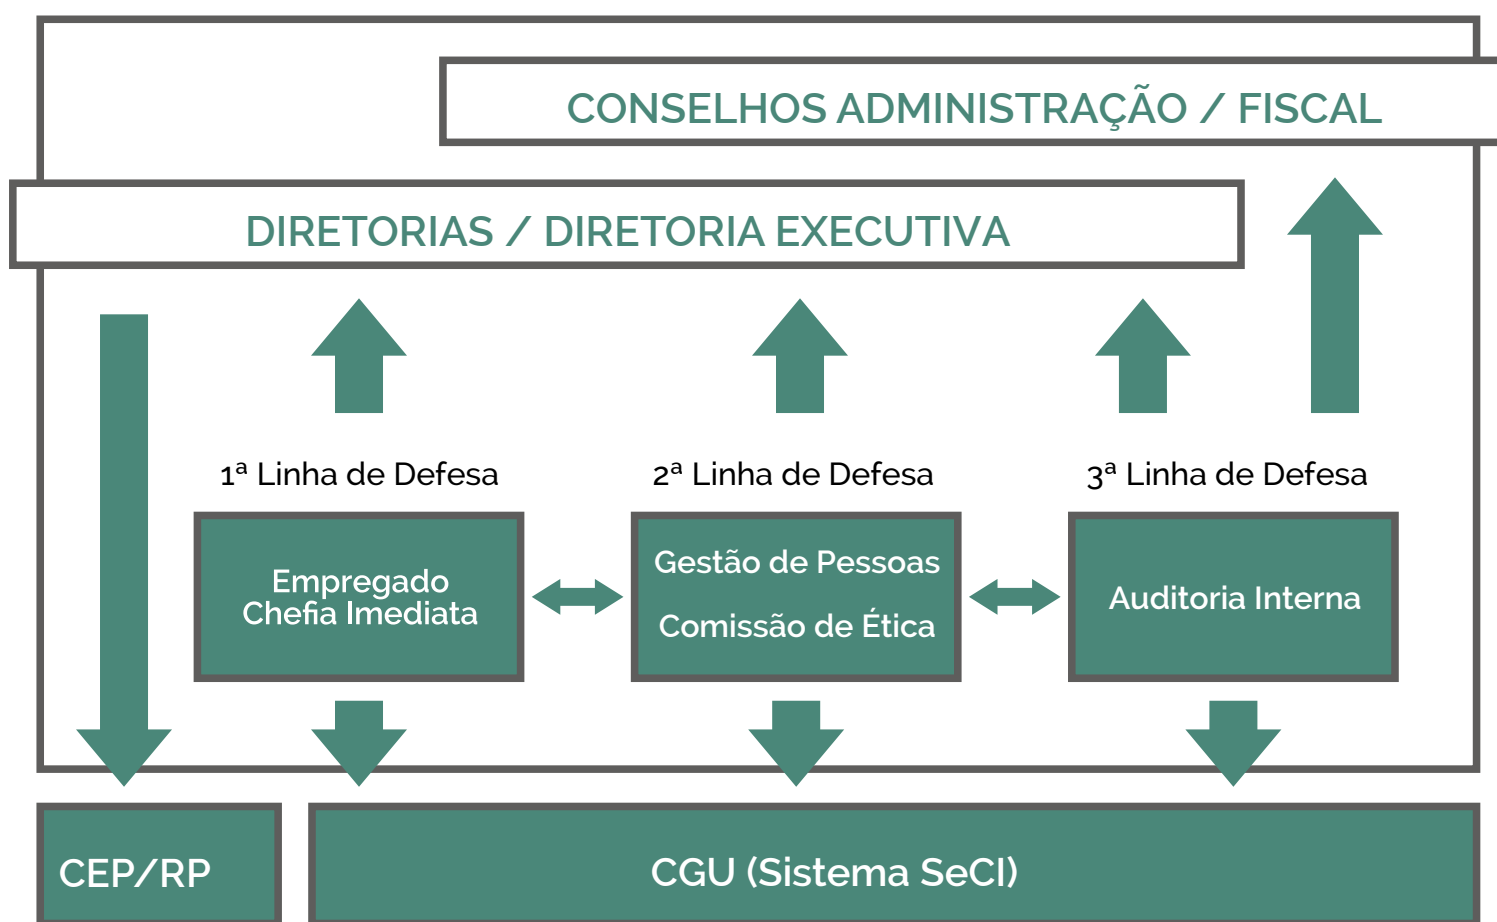 CONSELHOS ADMINISTRAÇÃO / FISCAL
DIRETORIAS / DIRETORIA EXECUTIVA
1ª Linha de Defesa
2ª Linha de Defesa
3ª Linha de Defesa
Empregado
Chefia Imediata
Gestão de Pessoas
Comissão de Ética
Auditoria Interna
CEP/RP
CGU (Sistema SeCI)